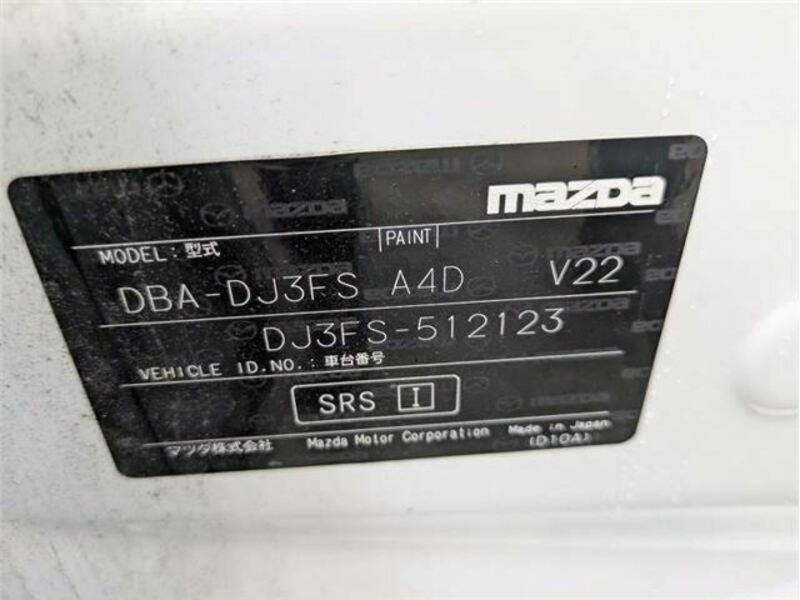 mazda
MODEL:型式 PAINT
DBA-DJ3FS A4D V22
DJ3FS-512123
VEHICLE ID.NO.:車台番号
SRS I
マツダ株式会社 Mazda Motor Corporation Made in Japan
(D10A)